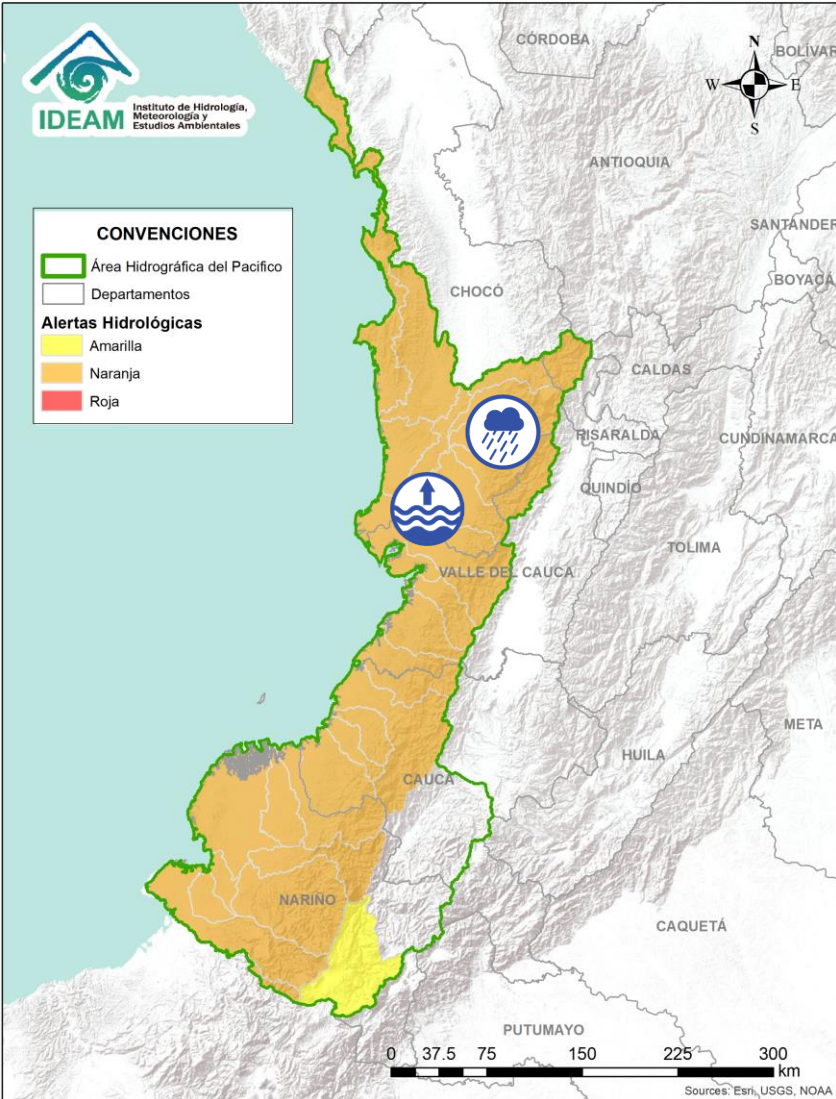 IDEAM
Instituto de Hidrología,
Meteorología y
Estudios Ambientales
CONVENCIONES
Área Hidrográfica del Pacifico
Departamentos
Alertas Hidrológicas
Amarilla
Naranja
Roja
N
W
E
S
CÓRDOBA
BOLÍVAR
ANTIOQUIA
SANTANDER
BOYACÁ
CHOCÓ
CALDAS
RISARALDA
CUNDINAMARCA
QUINDÍO
TOLIMA
VALLE DEL CAUCA
META
HUILA
CAUCA
NARIÑO
CAQUETÁ
PUTUMAYO
0 37.5 75 150 225 300
km
Sources: Esri, USGS, NOAA